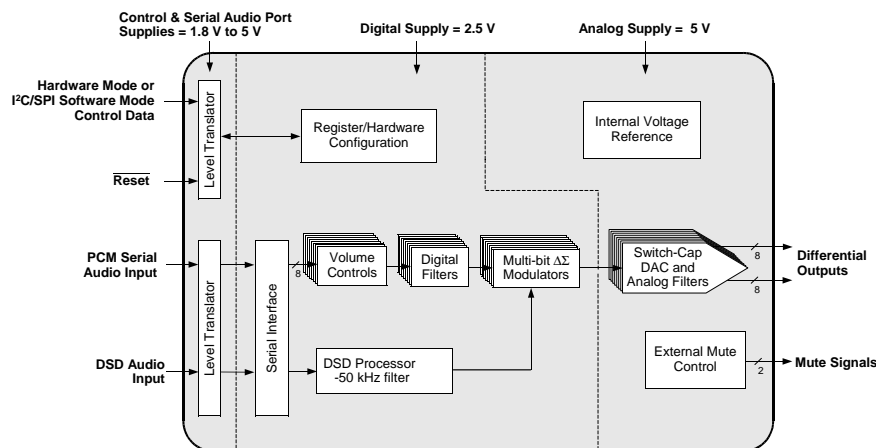 Control & Serial Audio Port
Supplies = 1.8 V to 5 V
Digital Supply = 2.5 V
Analog Supply = 5 V
Hardware Mode or
I²C/SPI Software Mode
Control Data
Level Translator
Register/Hardware
Configuration
Internal Voltage
Reference
Reset
PCM Serial
Audio Input
Level Translator
Serial Interface
8
Volume
Controls
Digital
Filters
Multi-bit ΔΣ
Modulators
Switch-Cap
DAC and
Analog Filters
8
8
Differential
Outputs
DSD Audio
Input
DSD Processor
-50 kHz filter
External Mute
Control
2
Mute Signals